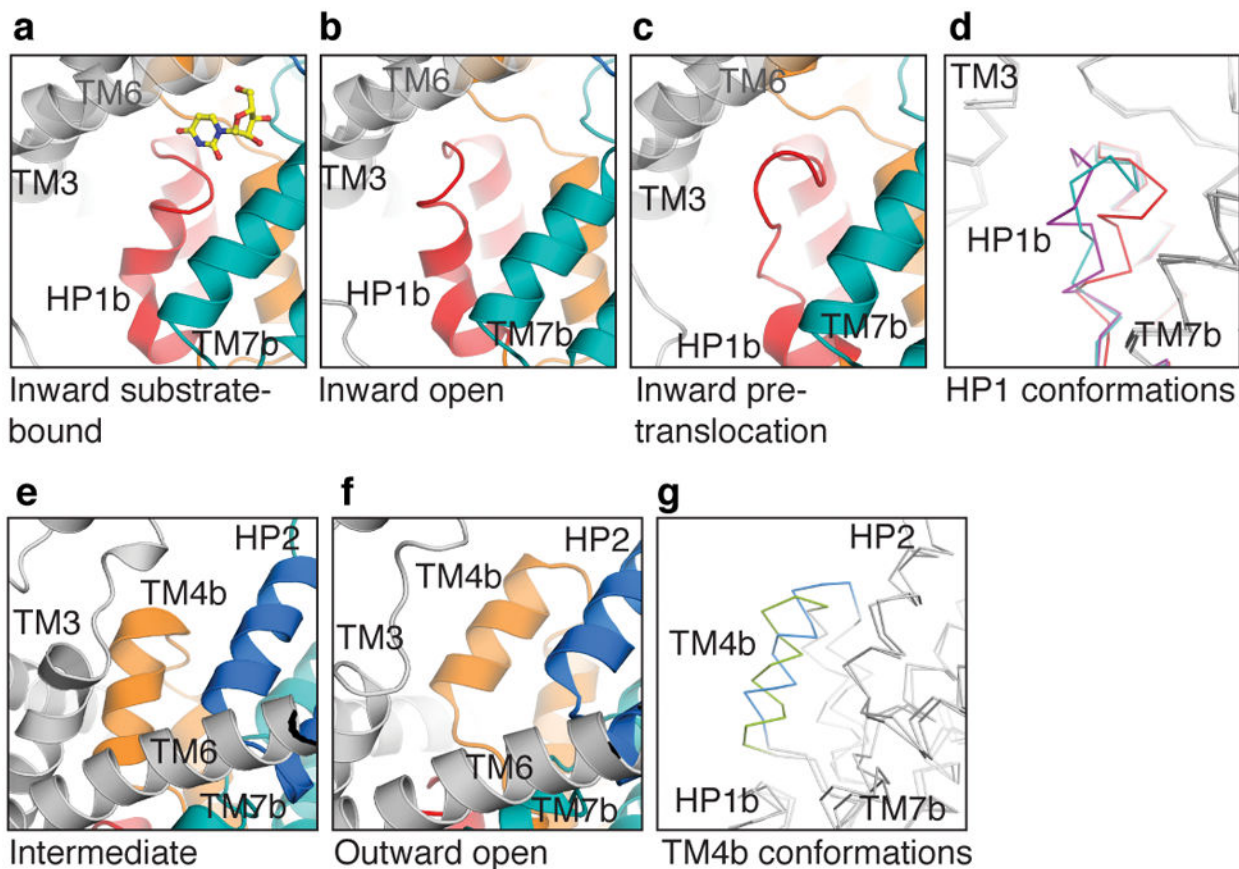 a
b
c
d
TM6
TM3
HP1b
TM7b
Inward substrate-
bound
TM6
TM3
HP1b
TM7b
Inward open
TM6
TM3
HP1b
TM7b
Inward pre-
translocation
TM3
HP1b
TM7b
HP1 conformations
e
f
g
HP2
TM4b
TM3
TM6
TM7b
Intermediate
HP2
TM4b
TM3
TM6
TM7b
Outward open
HP2
TM4b
HP1b
TM7b
TM4b conformations